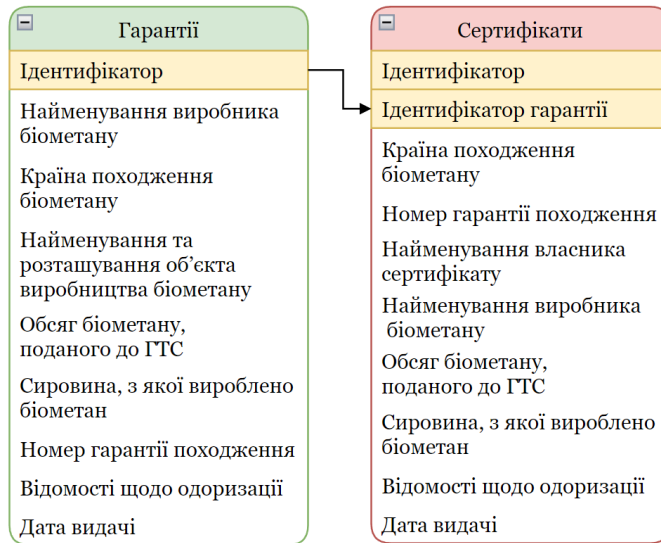 Гарантії
Ідентифікатор
Найменування виробника
біометану
Країна походження
біометану
Найменування та
розташування об’єкта
виробництва біометану
Обсяг біометану,
поданого до ГТС
Сировина, з якої вироблено
біометан
Номер гарантії походження
Відомості щодо одоризації
Дата видачі
Сертифікати
Ідентифікатор
Ідентифікатор гарантії
Країна походження
біометану
Номер гарантії походження
Найменування власника
сертифікату
Найменування виробника
біометану
Обсяг біометану,
поданого до ГТС
Сировина, з якої вироблено
біометан
Відомості щодо одоризації
Дата видачі